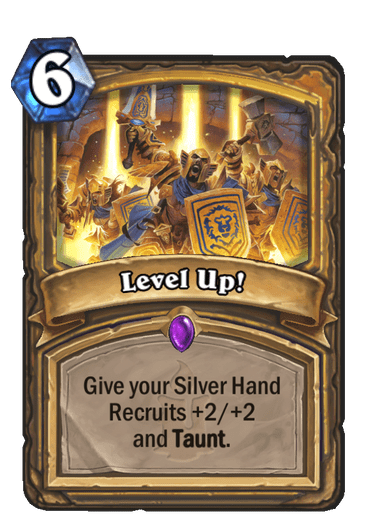 6
Level Up!
Give your Silver Hand
Recruits +2/+2
and Taunt.